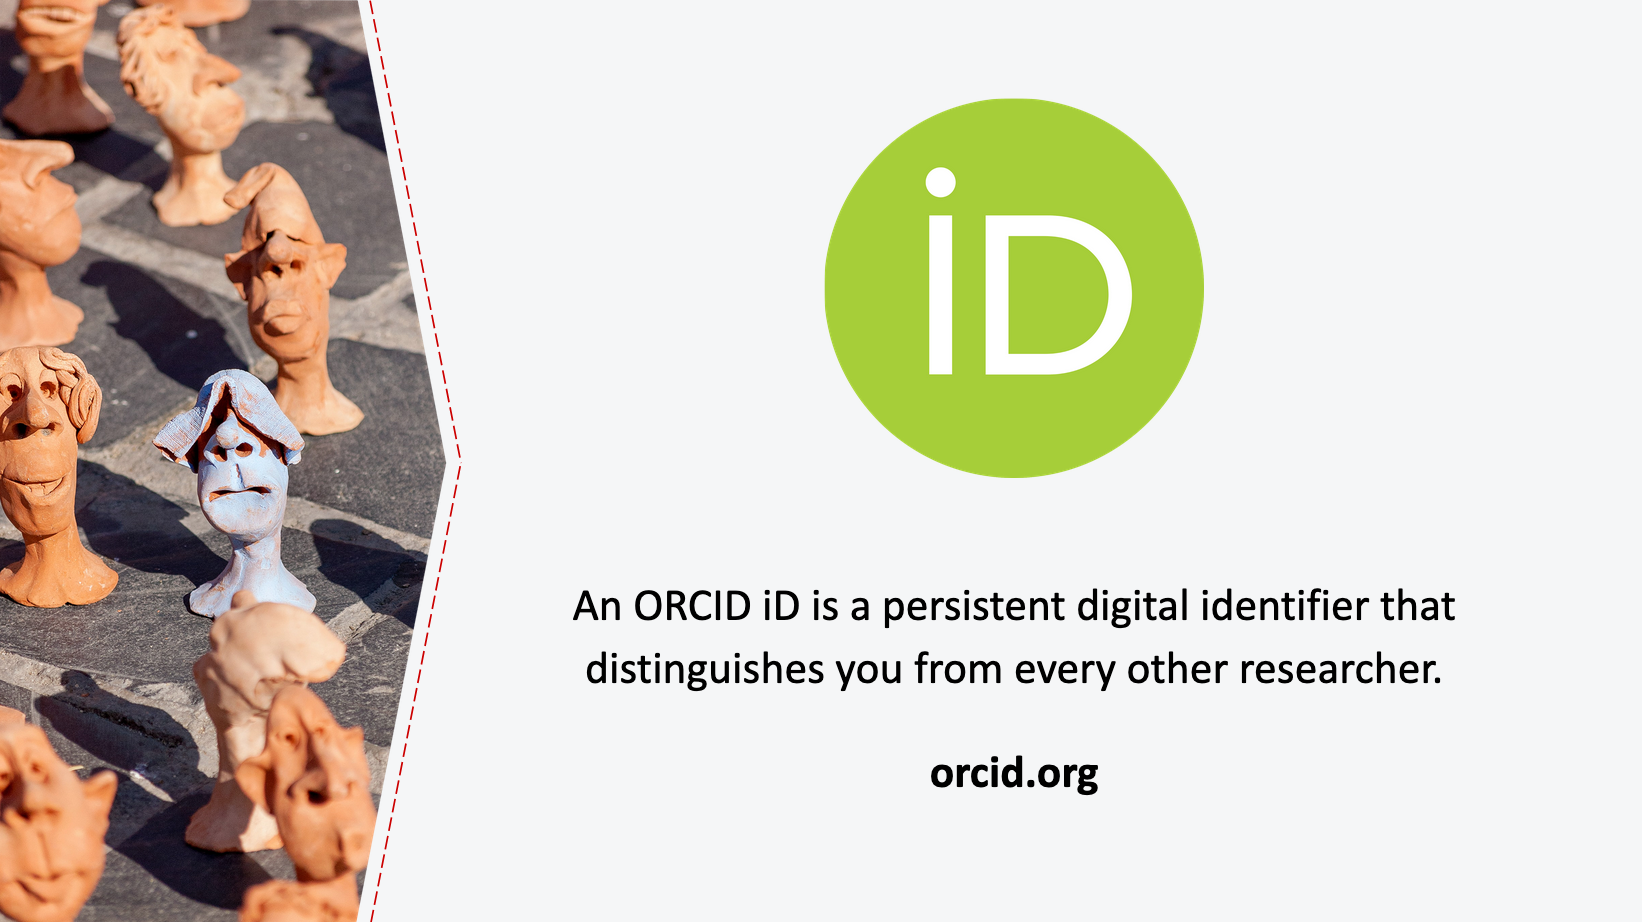 iD
An ORCID iD is a persistent digital identifier that
distinguishes you from every other researcher.
orcid.org